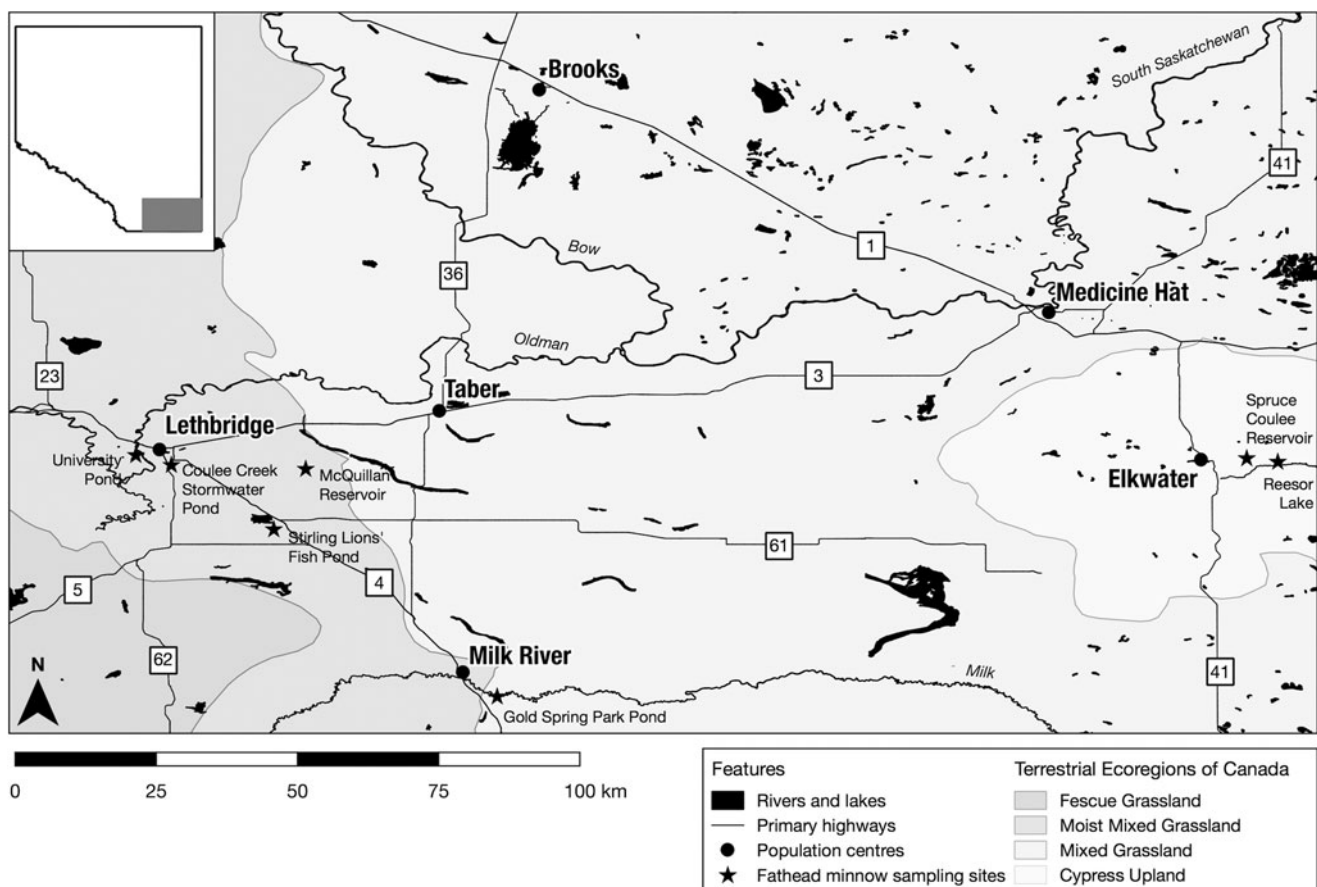 Brooks
South Saskatchewan
41
Bow
1
36
Medicine Hat
Oldman
23
3
Taber
Lethbridge
Spruce
Coulee
Reservoir
University
Pond
Coulee Creek
Stormwater
Pond
McQuillan
Reservoir
Elkwater
Reesor
Lake
Stirling Lions'
Fish Pond
61
5
4
N
62
Milk River
Milk
41
Gold Spring Park Pond
0 25 50 75 100 km
Features
Rivers and lakes
Primary highways
Population centres
Fathead minnow sampling sites
Terrestrial Ecoregions of Canada
Fescue Grassland
Moist Mixed Grassland
Mixed Grassland
Cypress Upland